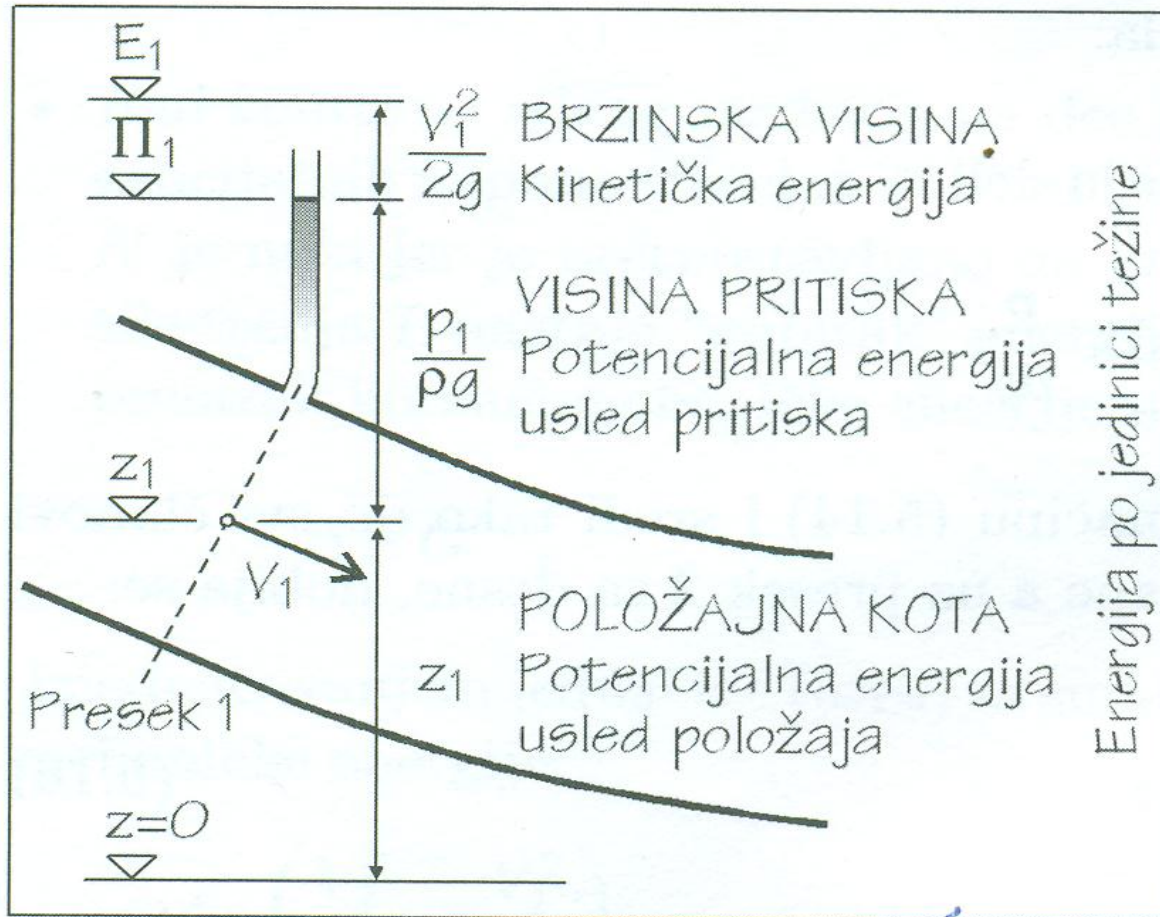 E₁
Π₁
V₁²/2g
BRZINSKA VISINA
Kinetička energija
p₁/ρg
VISINA PRITISKA
Potencijalna energija
usled pritiska
z₁
V₁
Presek 1
z₁
POLOŽAJNA KOTA
Potencijalna energija
usled položaja
z=0
Energija po jedinici težine